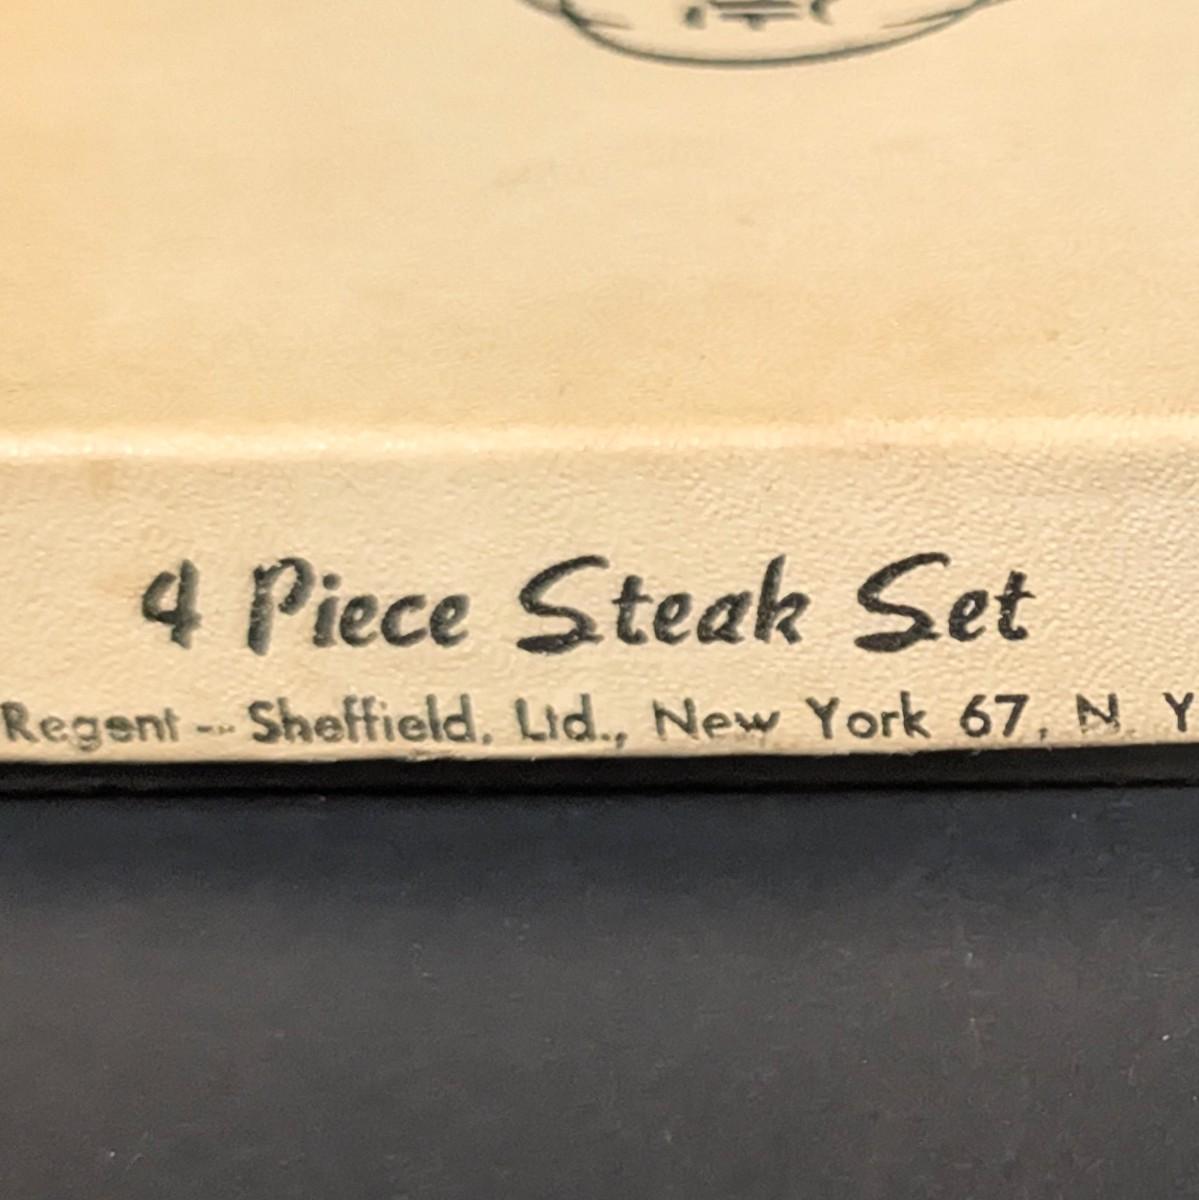 4 Piece Steak Set
Regent -- Sheffield, Ltd., New York 67, N. Y